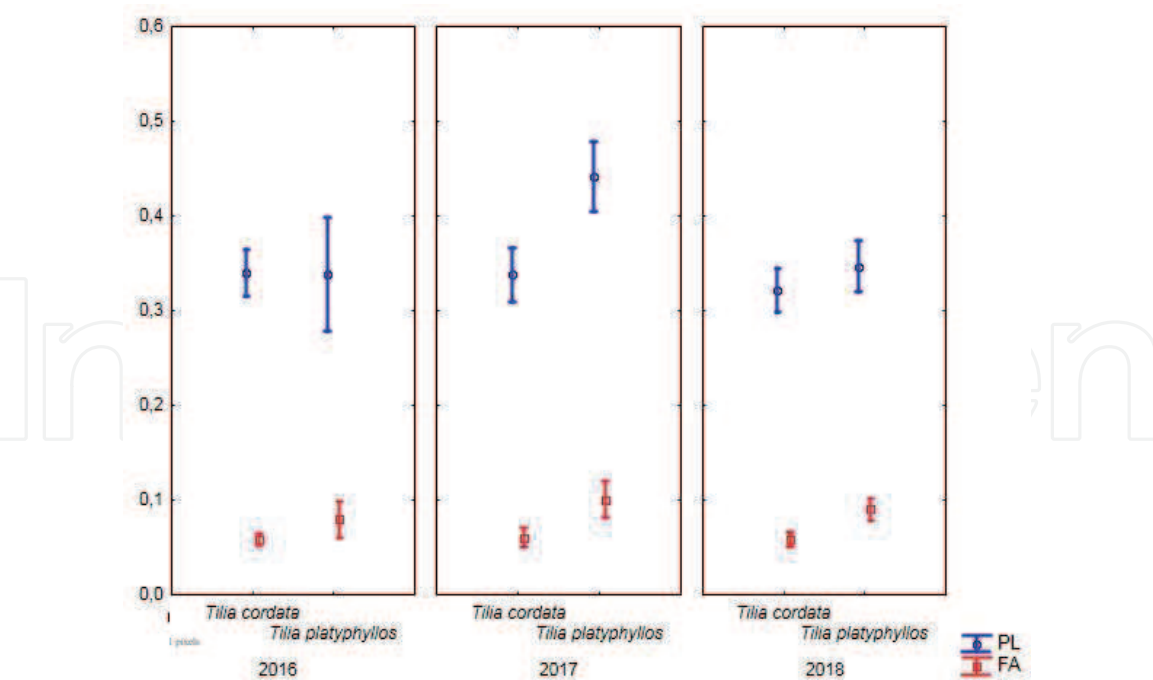 0,6
0,5
0,4
0,3
0,2
0,1
0,0
Tilia cordata
Tilia platyphyllos
2016
Tilia cordata
Tilia platyphyllos
2017
Tilia cordata
Tilia platyphyllos
2018
PL
FA